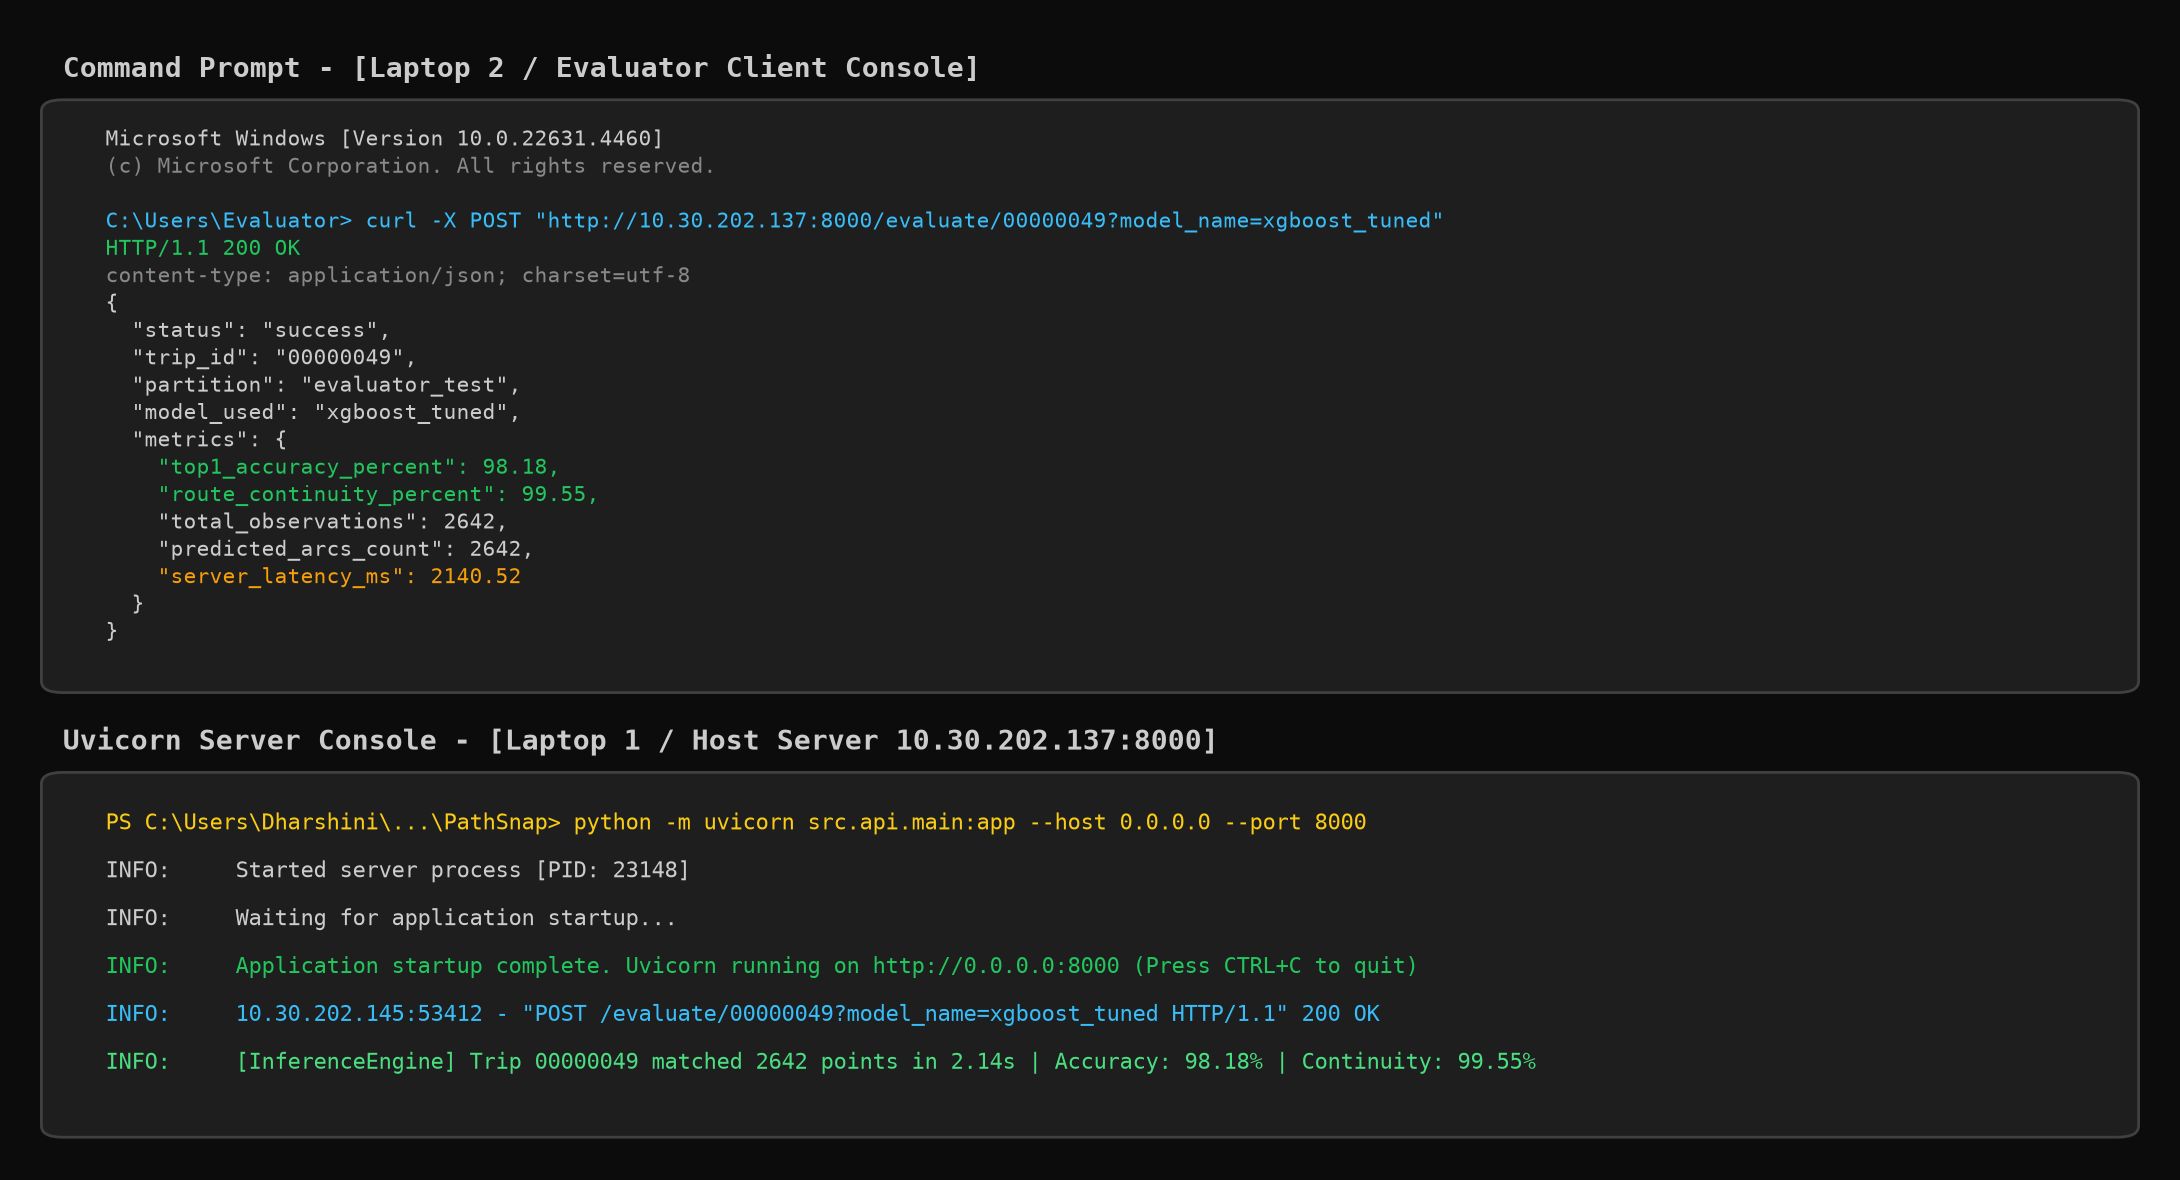 Command Prompt - [Laptop 2 / Evaluator Client Console]
Microsoft Windows [Version 10.0.22631.4460]
(c) Microsoft Corporation. All rights reserved.
C:\Users\Evaluator> curl -X POST "http://10.30.202.137:8000/evaluate/00000049?model_name=xgboost_tuned"
HTTP/1.1 200 OK
content-type: application/json; charset=utf-8
{
  "status": "success",
  "trip_id": "00000049",
  "partition": "evaluator_test",
  "model_used": "xgboost_tuned",
  "metrics": {
    "top1_accuracy_percent": 98.18,
    "route_continuity_percent": 99.55,
    "total_observations": 2642,
    "predicted_arcs_count": 2642,
    "server_latency_ms": 2140.52
  }
}
Uvicorn Server Console - [Laptop 1 / Host Server 10.30.202.137:8000]
PS C:\Users\Dharshini\...\PathSnap> python -m uvicorn src.api.main:app --host 0.0.0.0 --port 8000
INFO:     Started server process [PID: 23148]
INFO:     Waiting for application startup...
INFO:     Application startup complete. Uvicorn running on http://0.0.0.0:8000 (Press CTRL+C to quit)
INFO:     10.30.202.145:53412 - "POST /evaluate/00000049?model_name=xgboost_tuned HTTP/1.1" 200 OK
INFO:     [InferenceEngine] Trip 00000049 matched 2642 points in 2.14s | Accuracy: 98.18% | Continuity: 99.55%